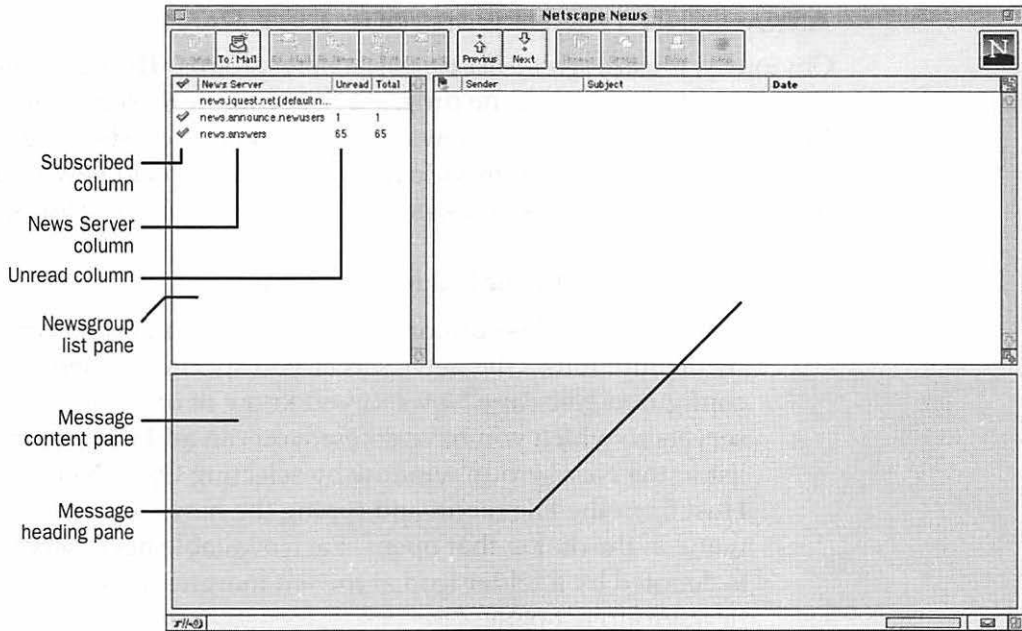 Netscape News
To: Mail
Previous
Next
N
News Server Unread Total
news.iquest.net (default n...
news.announce.newusers 1 1
news.answers 65 65
Sender Subject Date
Subscribed
column
News Server
column
Unread column
Newsgroup
list pane
Message
content pane
Message
heading pane